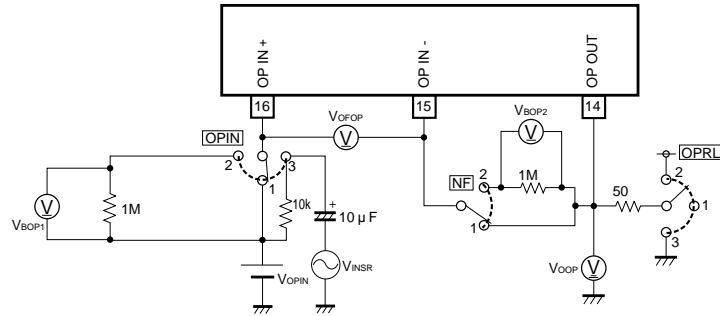 OP IN +
OP IN -
OP OUT
16
15
14
VOFOP
VBOP2
OPIN
2
3
1
VBOP1
1M
10k
+
10 µ F
VOPIN
VINSR
NF
2
1M
1
50
OPRL
2
1
3
VOOP
V
V
V
V